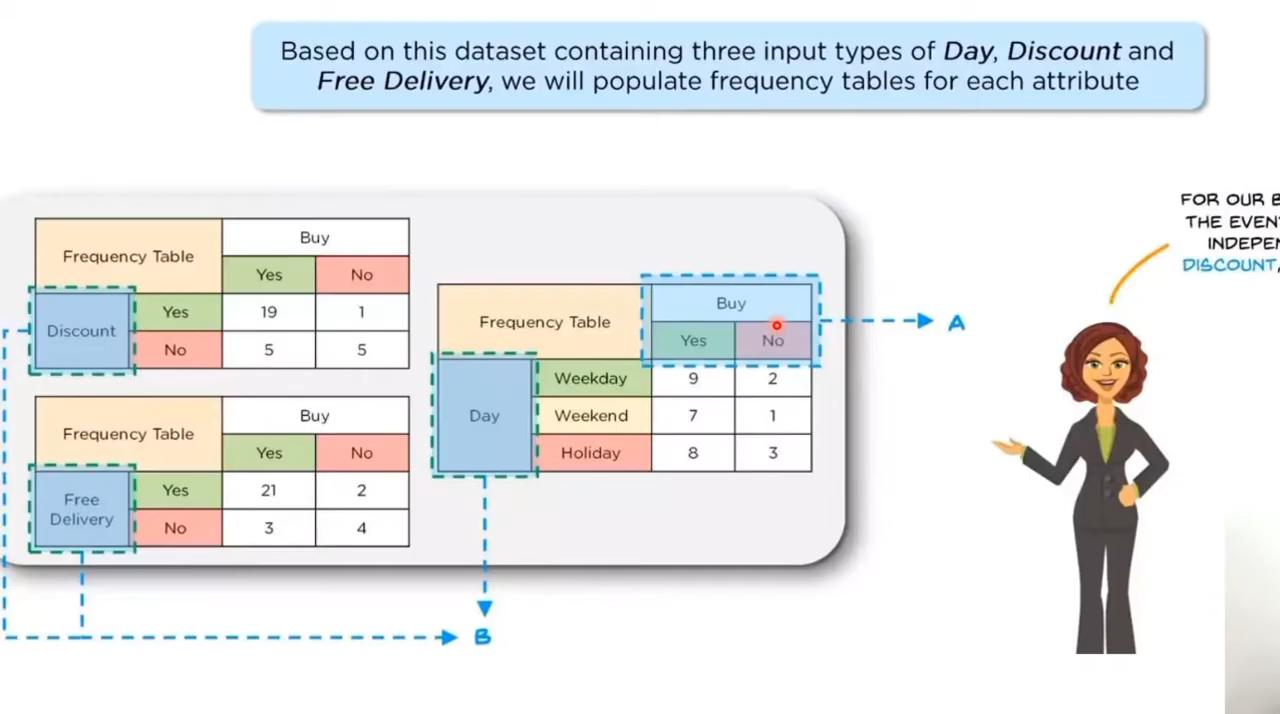 Based on this dataset containing three input types of Day, Discount and
Free Delivery, we will populate frequency tables for each attribute
Frequency Table
Buy
Yes No
Discount
Yes 19 1
No 5 5
Frequency Table
Buy
Yes No
Free
Delivery
Yes 21 2
No 3 4
Frequency Table
Buy
Yes No
Day
Weekday 9 2
Weekend 7 1
Holiday 8 3
A
B
FOR OUR
THE EVEN
INDEPEN
DISCOUNT,